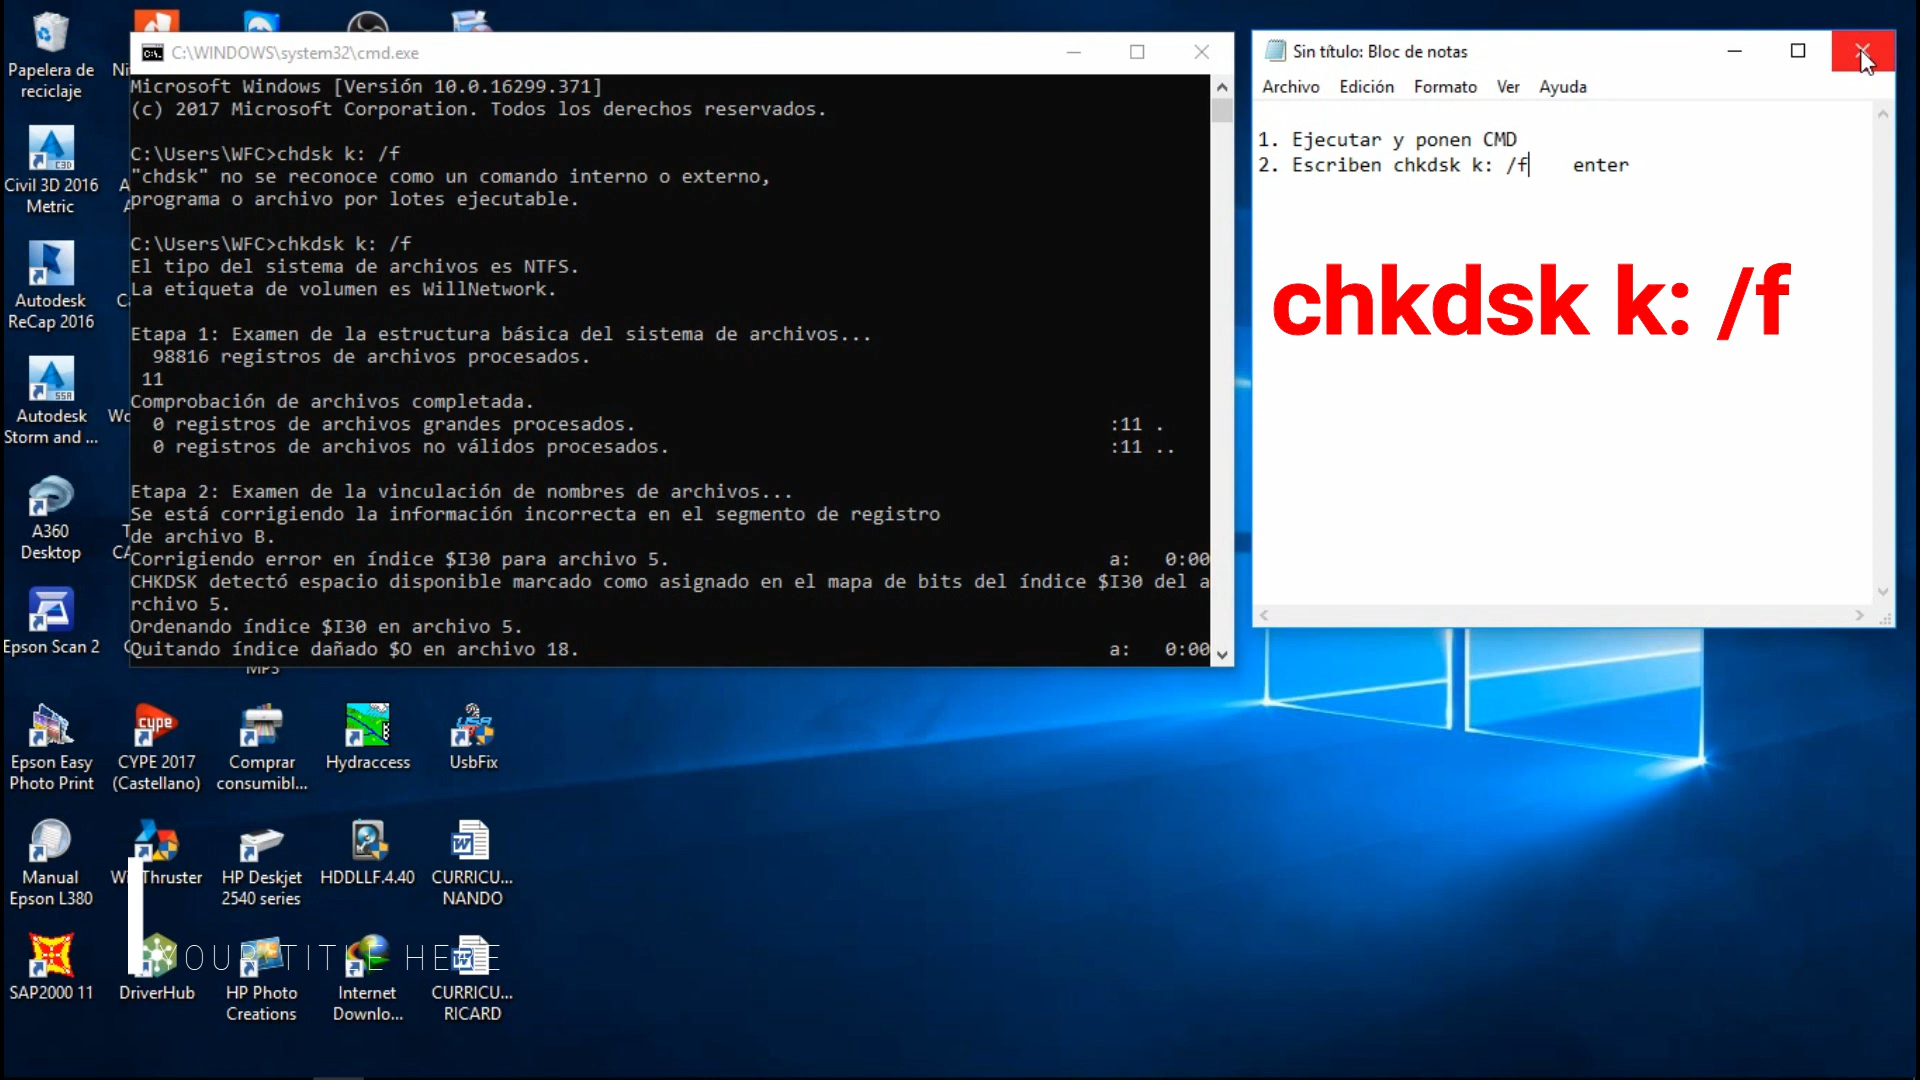 C:\WINDOWS\system32\cmd.exe
Microsoft Windows [Versión 10.0.16299.371]
(c) 2017 Microsoft Corporation. Todos los derechos reservados.
C:\Users\WFC>chdsk k: /f
"chdsk" no se reconoce como un comando interno o externo,
programa o archivo por lotes ejecutable.
C:\Users\WFC>chkdsk k: /f
El tipo del sistema de archivos es NTFS.
La etiqueta de volumen es WillNetwork.
Etapa 1: Examen de la estructura básica del sistema de archivos...
98816 registros de archivos procesados.
11
Comprobación de archivos completada.
0 registros de archivos grandes procesados. :11 .
0 registros de archivos no válidos procesados. :11 ..
Etapa 2: Examen de la vinculación de nombres de archivos...
Se está corrigiendo la información incorrecta en el segmento de registro
de archivo B.
Corrigiendo error en índice $I30 para archivo 5. a: 0:00
CHKDSK detectó espacio disponible marcado como asignado en el mapa de bits del índice $I30 del a
rchivo 5.
Ordenando índice $I30 en archivo 5.
Quitando índice dañado $O en archivo 18. a: 0:00
Sin título: Bloc de notas
Archivo Edición Formato Ver Ayuda
1. Ejecutar y ponen CMD
2. Escriben chkdsk k: /f enter
chkdsk k: /f
Papelera de
reciclaje
Civil 3D 2016
Metric
Autodesk
ReCap 2016
Autodesk
Storm and ...
A360
Desktop
Epson Scan 2
MP3
Epson Easy
Photo Print
CYPE 2017
(Castellano)
Comprar
consumibl...
Hydraccess
UsbFix
Manual
Epson L380
HP Deskjet
2540 series
HDDLLF.4.40
CURRICU...
NANDO
YOUR TITLE HERE
SAP2000 11
DriverHub
HP Photo
Creations
Internet
Downlo...
CURRICU...
RICARD